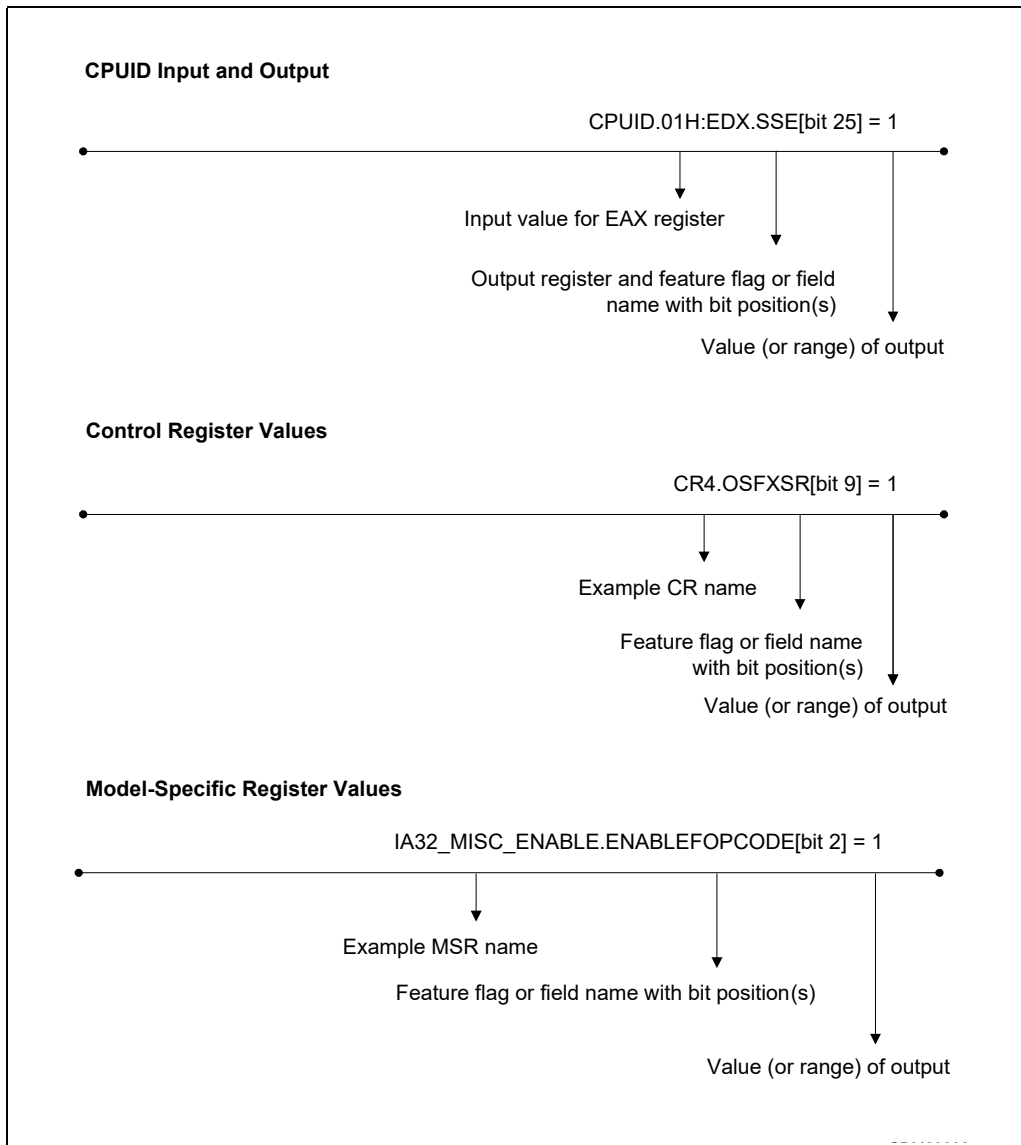 CPUID Input and Output
CPUID.01H:EDX.SSE[bit 25] = 1
Input value for EAX register
Output register and feature flag or field
name with bit position(s)
Value (or range) of output
Control Register Values
CR4.OSFXSR[bit 9] = 1
Example CR name
Feature flag or field name
with bit position(s)
Value (or range) of output
Model-Specific Register Values
IA32_MISC_ENABLE.ENABLEFOPCODE[bit 2] = 1
Example MSR name
Feature flag or field name with bit position(s)
Value (or range) of output